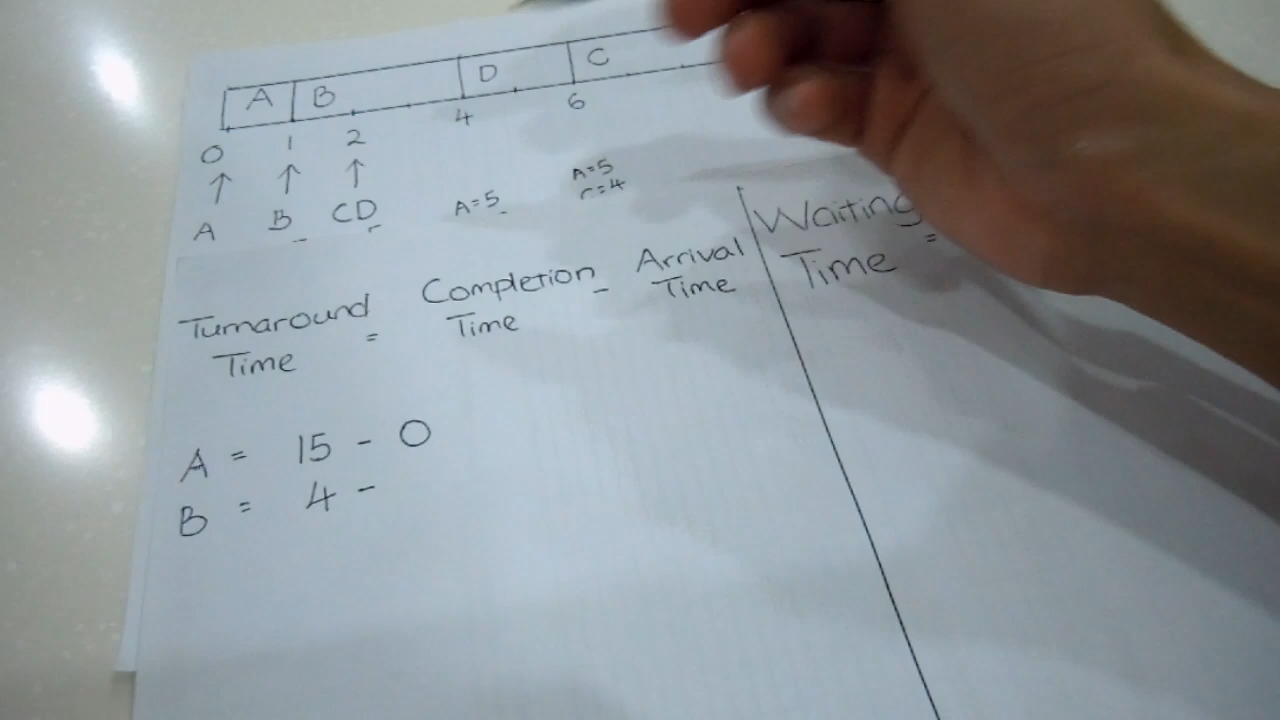 A B D C
0 1 2 4 6
A B CD A=5 A=5
C=4
Turnaround Time = Completion Time - Arrival Time
Waiting Time =
A = 15 - 0
B = 4 -